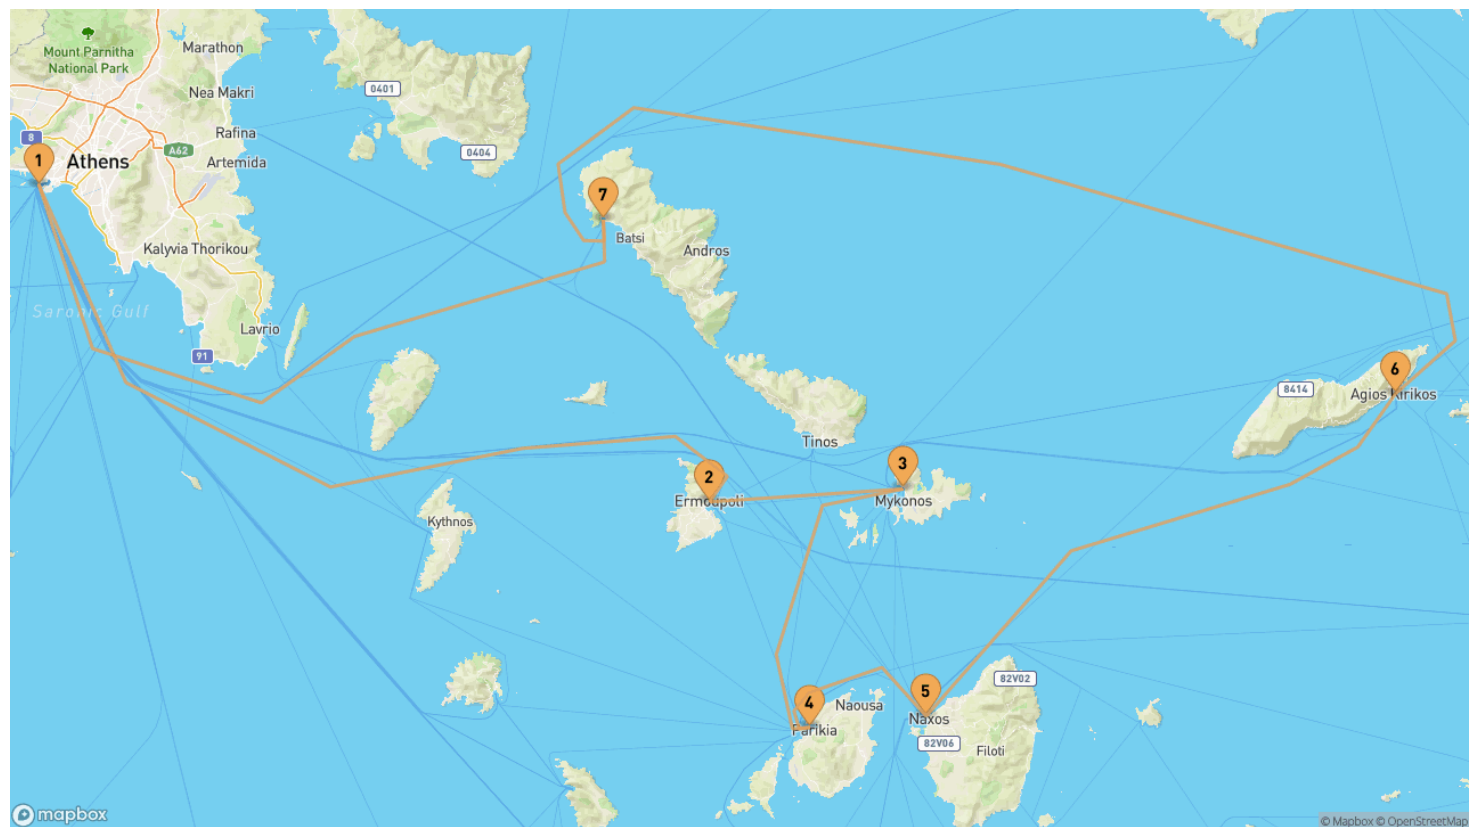 Mount Parnitha
National Park
Marathon
Nea Makri
0401
8
Rafina
A62
1
Athens
Artemida
0404
7
Kalyvia Thorikou
Batsi
Andros
Saronic Gulf
Lavrio
91
6
8414
Agios Kirikos
Tinos
2
3
Ermoupoli
Mykonos
Kythnos
82V02
4
5
Naousa
Naxos
Parikia
82V06
Filoti
mapbox
© Mapbox © OpenStreetMap